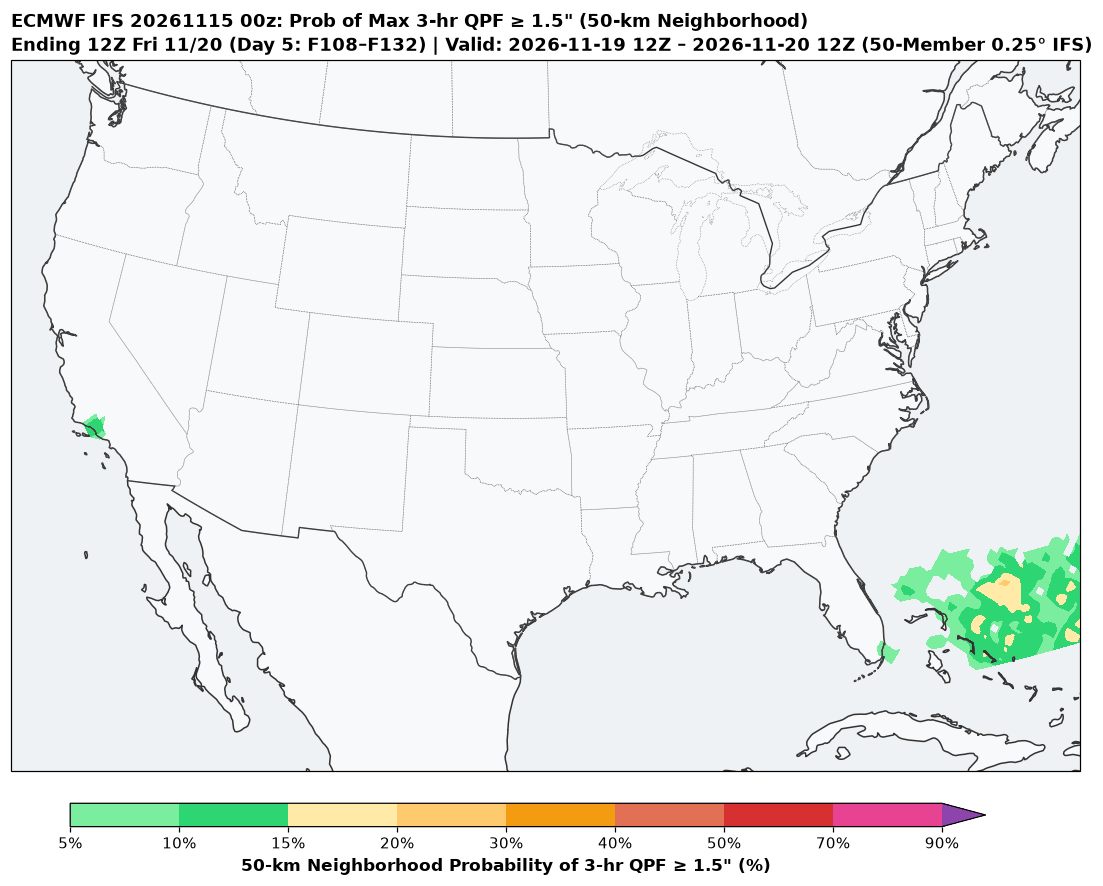 ECMWF IFS 20261115 00z: Prob of Max 3-hr QPF ≥ 1.5" (50-km Neighborhood)
Ending 12Z Fri 11/20 (Day 5: F108–F132) | Valid: 2026-11-19 12Z – 2026-11-20 12Z (50-Member 0.25° IFS)
5% 10% 15% 20% 30% 40% 50% 70% 90%
50-km Neighborhood Probability of 3-hr QPF ≥ 1.5" (%)